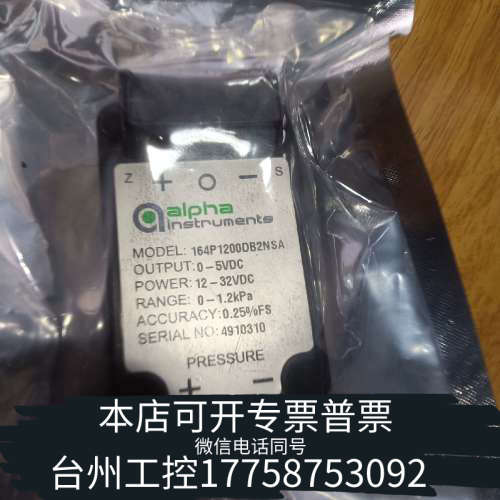 Z + O - S
alpha
instruments
MODEL: 164P1200DB2NSA
OUTPUT: 0-5VDC
POWER: 12-32VDC
RANGE: 0-1.2kPa
ACCURACY: 0.25%FS
SERIAL NO: 4910310
PRESSURE
+ -
本店可开专票普票
微信电话同号
台州工控17758753092